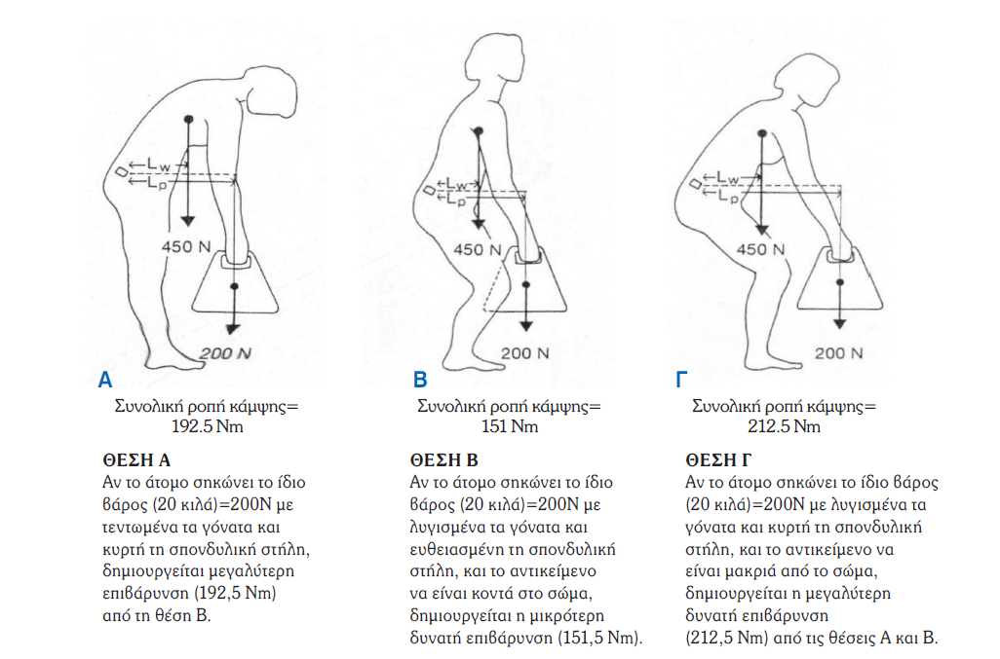 Lw
Lp
450 N
200 N
A
Συνολική ροπή κάμψης=
192.5 Nm
ΘΕΣΗ Α
Αν το άτομο σηκώνει το ίδιο
βάρος (20 κιλά)=200Ν με
τεντωμένα τα γόνατα και
κυρτή τη σπονδυλική στήλη,
δημιουργείται μεγαλύτερη
επιβάρυνση (192,5 Nm)
από τη θέση Β.
Lw
Lp
450 N
200 N
B
Συνολική ροπή κάμψης=
151 Nm
ΘΕΣΗ Β
Αν το άτομο σηκώνει το ίδιο
βάρος (20 κιλά)=200Ν με
λυγισμένα τα γόνατα και
ευθειασμένη τη σπονδυλική
στήλη, και το αντικείμενο
να είναι κοντά στο σώμα,
δημιουργείται η μικρότερη
δυνατή επιβάρυνση (151,5 Nm).
Lw
Lp
450 N
200 N
Γ
Συνολική ροπή κάμψης=
212.5 Nm
ΘΕΣΗ Γ
Αν το άτομο σηκώνει το ίδιο βάρος
(20 κιλά)=200Ν με λυγισμένα τα
γόνατα και κυρτή τη σπονδυλική
στήλη, και το αντικείμενο να
είναι μακριά από το σώμα,
δημιουργείται η μεγαλύτερη
δυνατή επιβάρυνση
(212,5 Nm) από τις θέσεις Α και Β.